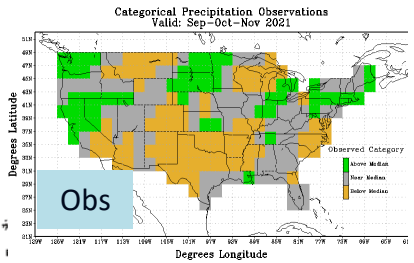 Categorical Precipitation Observations
Valid: Sep-Oct-Nov 2021
Degrees Latitude
51N
49N
47N
45N
43N
41N
39N
37N
35N
33N
31N
29N
27N
25N
23N
21N
Observed Category
Above Median
Near Median
Below Median
Obs
129W 125W 121W 117W 113W 109W 105W 101W 97W 93W 89W 85W 81W 77W 73W 69W 65W
Degrees Longitude